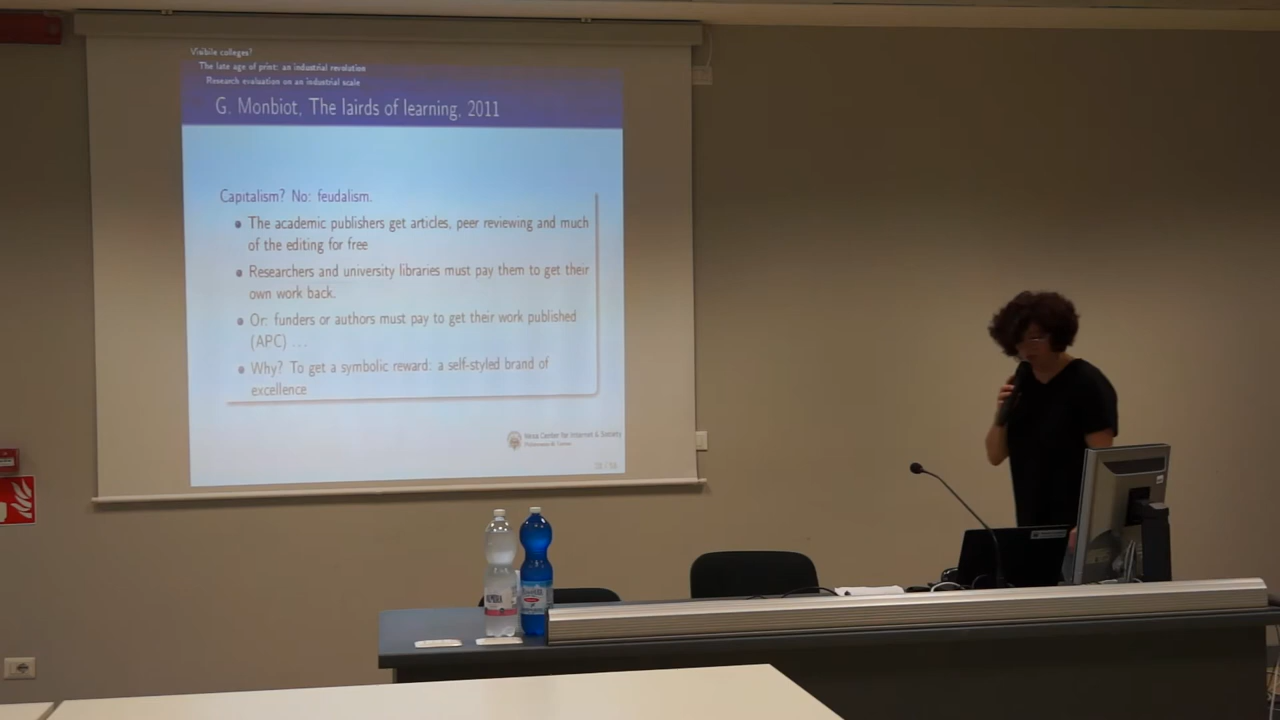 Visibile colleges?
The late age of print: an industrial revolution
Research evaluation on an industrial scale
G. Monbiot, The lairds of learning, 2011
Capitalism? No: feudalism.
The academic publishers get articles, peer reviewing and much
of the editing for free
Researchers and university libraries must pay them to get their
own work back.
Or: funders or authors must pay to get their work published
(APC) ...
Why? To get a symbolic reward: a self-styled brand of
excellence
Nexa Center for Internet & Society
Politecnico di Torino